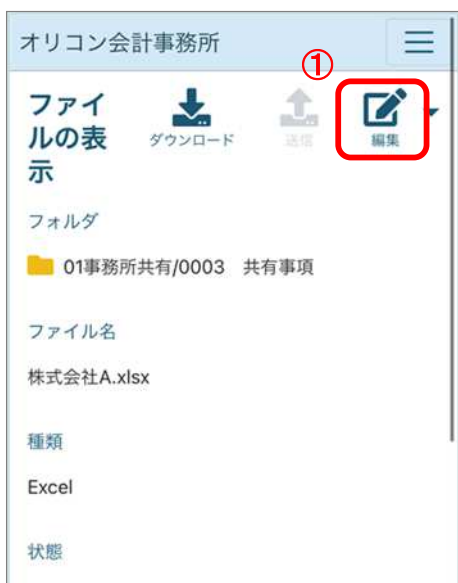 オリコン会計事務所
①
ファイ
ルの表
示
ダウンロード
送信
編集
フォルダ
01事務所共有/0003　共有事項
ファイル名
株式会社A.xlsx
種類
Excel
状態